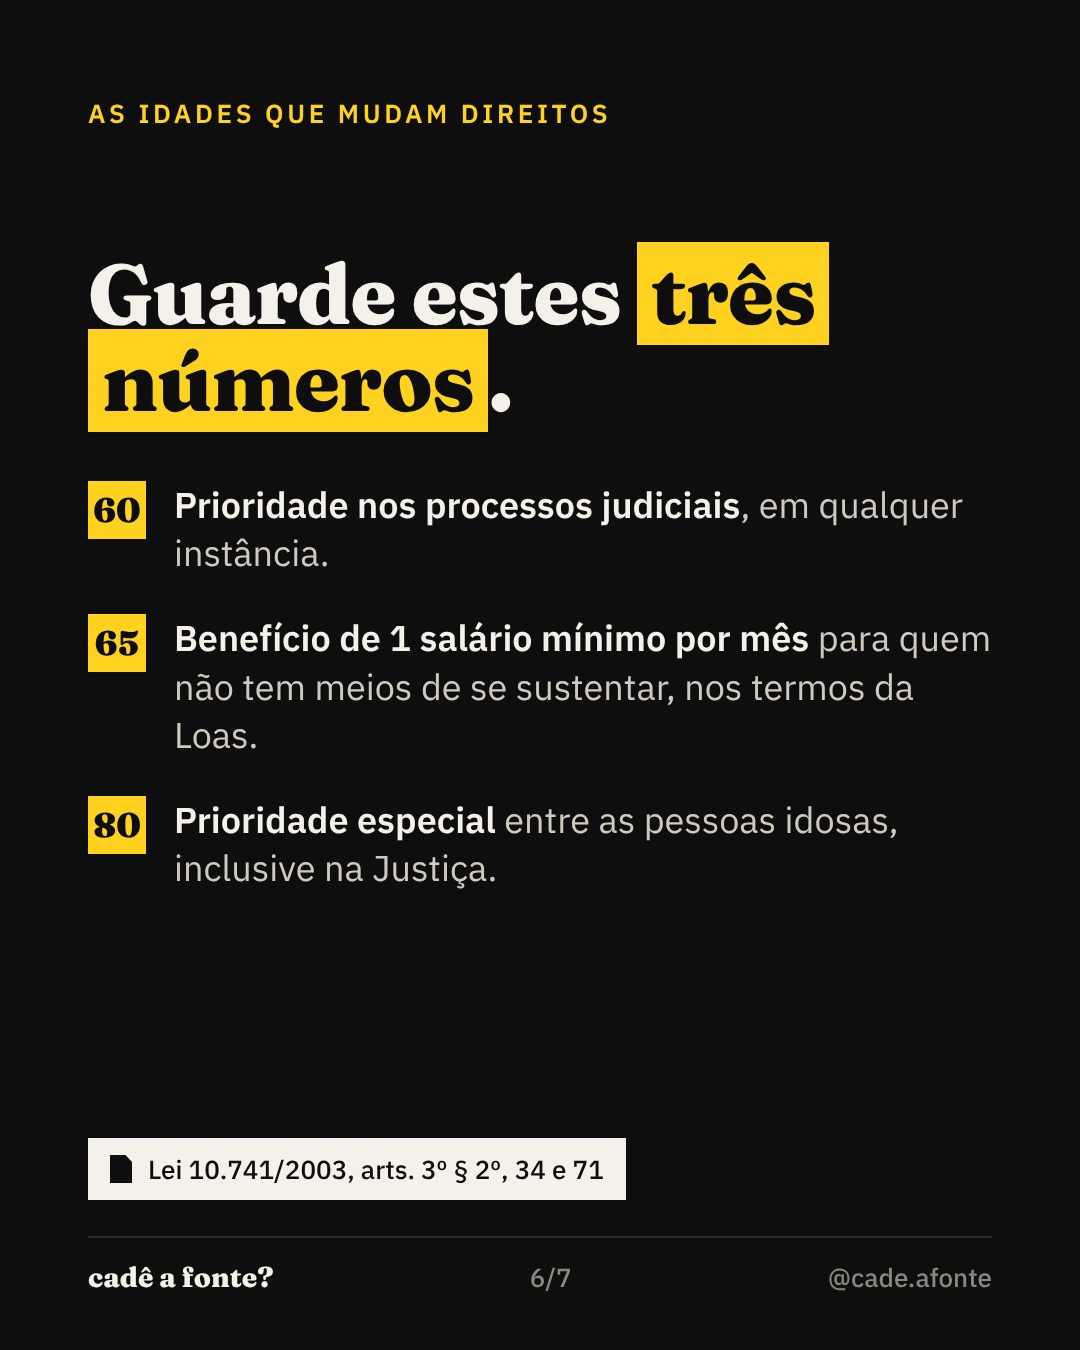 AS IDADES QUE MUDAM DIREITOS
Guarde estes três
números.
60 Prioridade nos processos judiciais, em qualquer
instância.
65 Benefício de 1 salário mínimo por mês para quem
não tem meios de se sustentar, nos termos da
Loas.
80 Prioridade especial entre as pessoas idosas,
inclusive na Justiça.
Lei 10.741/2003, arts. 3º § 2º, 34 e 71
cadê a fonte? 6/7 @cade.afonte